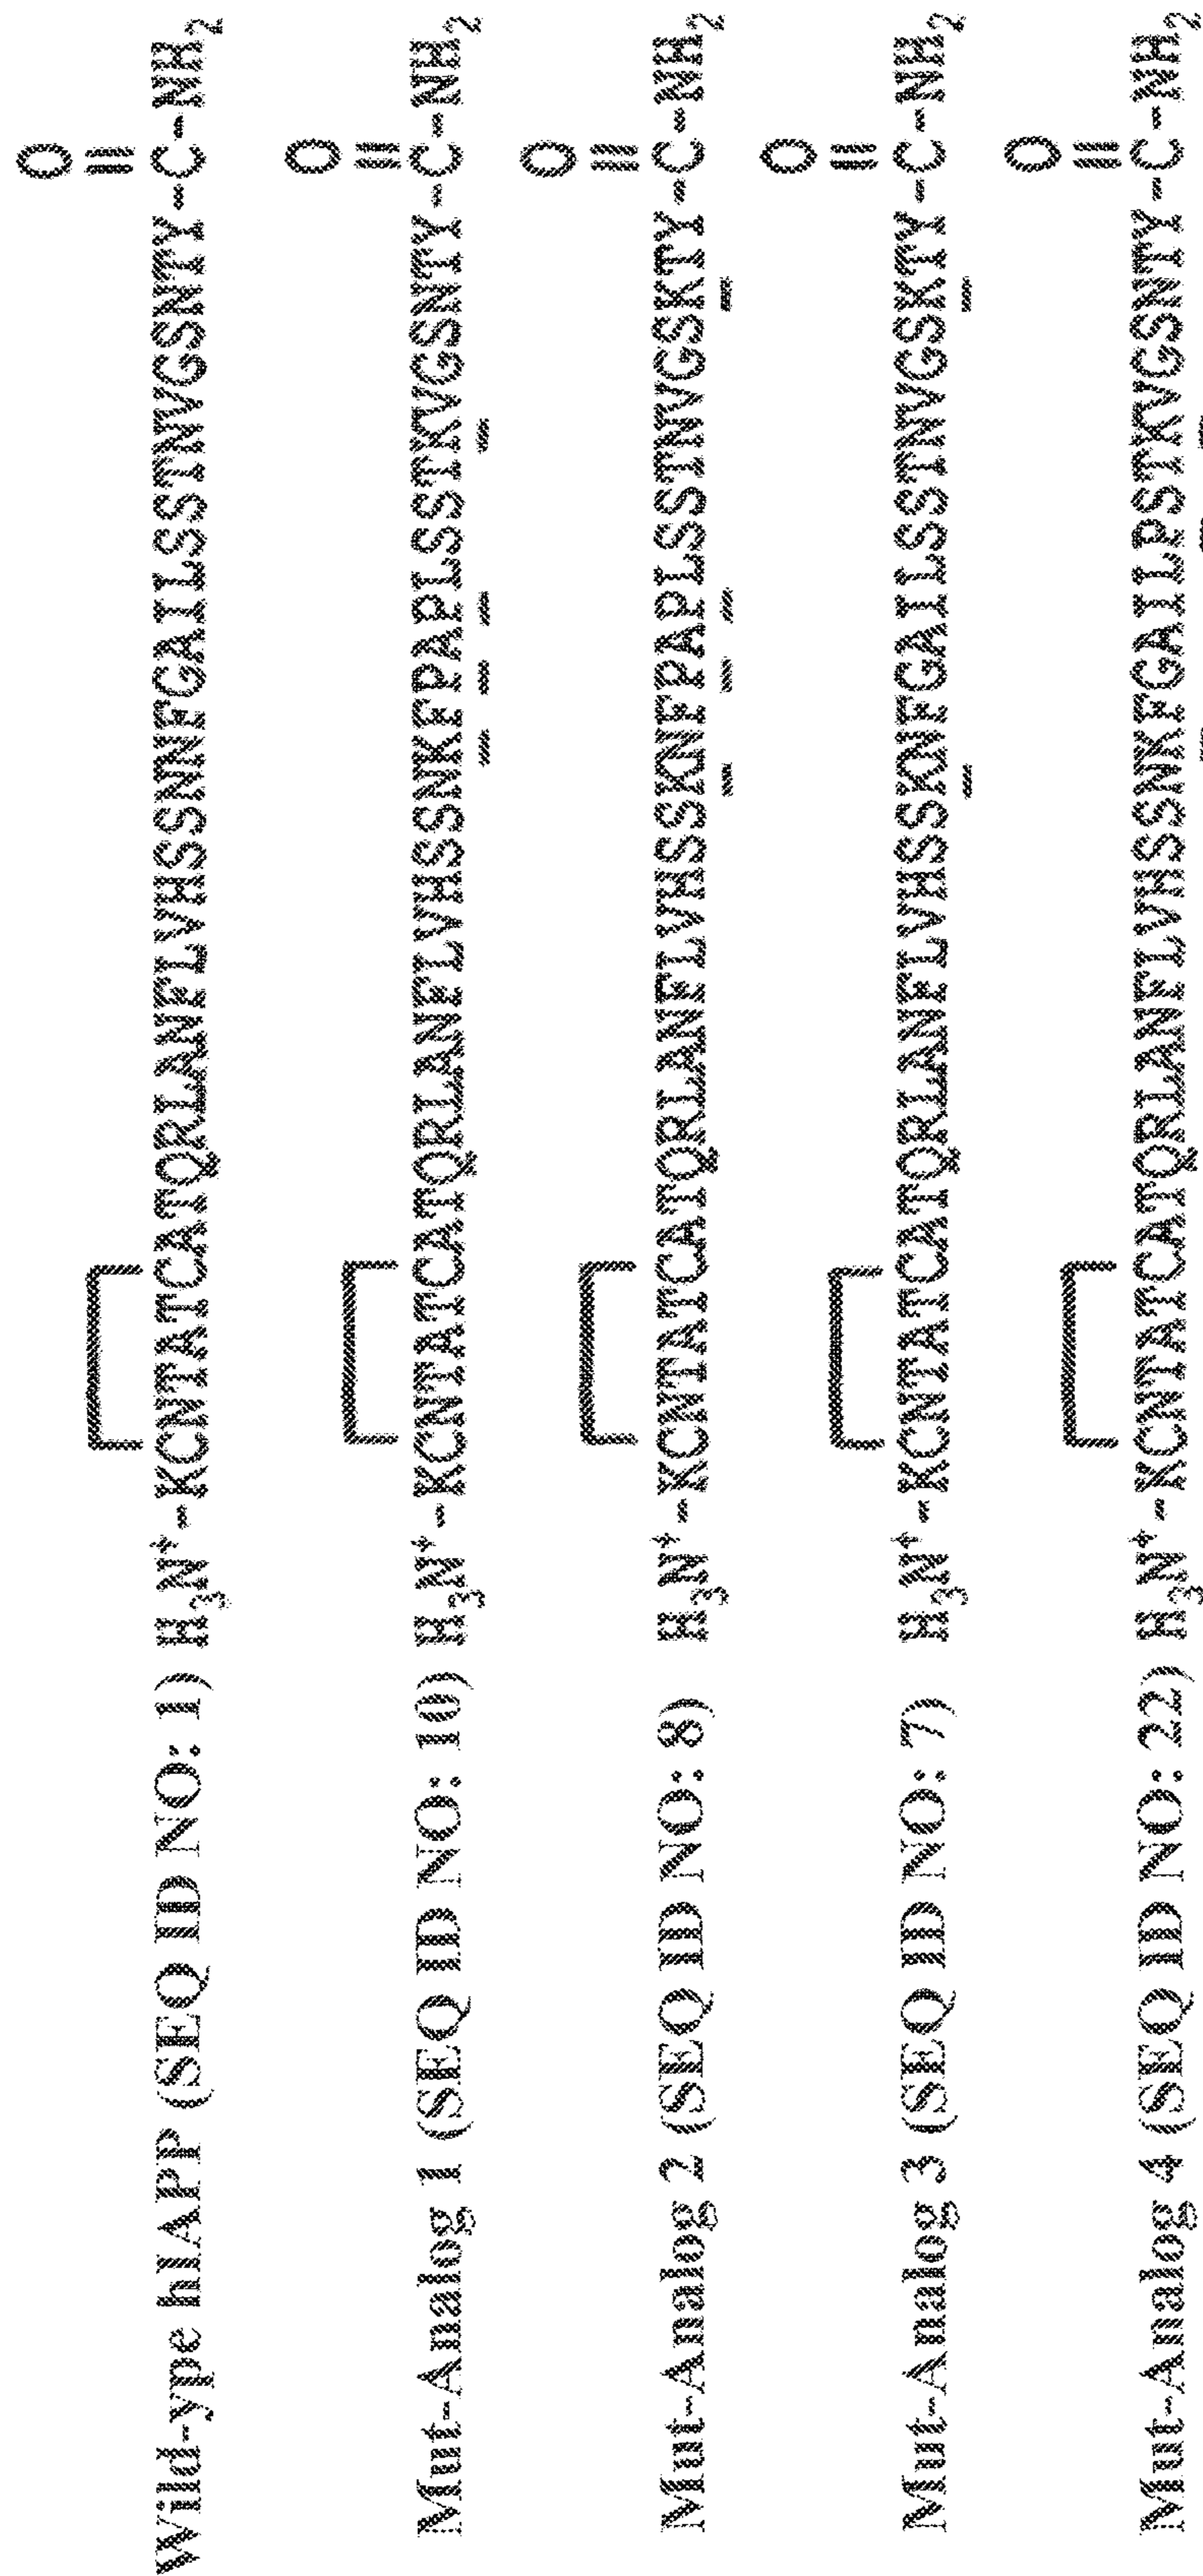 O
||
Wild-ype hIAPP (SEQ ID NO: 1) H₃N⁺-KCNTATCATQRLANFLVHSSNNFGAILSSTNVGSNTY-C-NH₂
O
||
Mut-Analog 1 (SEQ ID NO: 10) H₃N⁺-KCNTATCATQRLANFLVHSSNKFPAPLSSTKVGSNTY-C-NH₂
O
||
Mut-Analog 2 (SEQ ID NO: 8) H₃N⁺-KCNTATCATQRLANFLVHSSKNFPAPLSSTNVGSKTY-C-NH₂
O
||
Mut-Analog 3 (SEQ ID NO: 7) H₃N⁺-KCNTATCATQRLANFLVHSSKNFGAILSSTNVGSKTY-C-NH₂
O
||
Mut-Analog 4 (SEQ ID NO: 22) H₃N⁺-KCNTATCATQRLANFLVHSSNKFGAILPSTKVGSNTY-C-NH₂